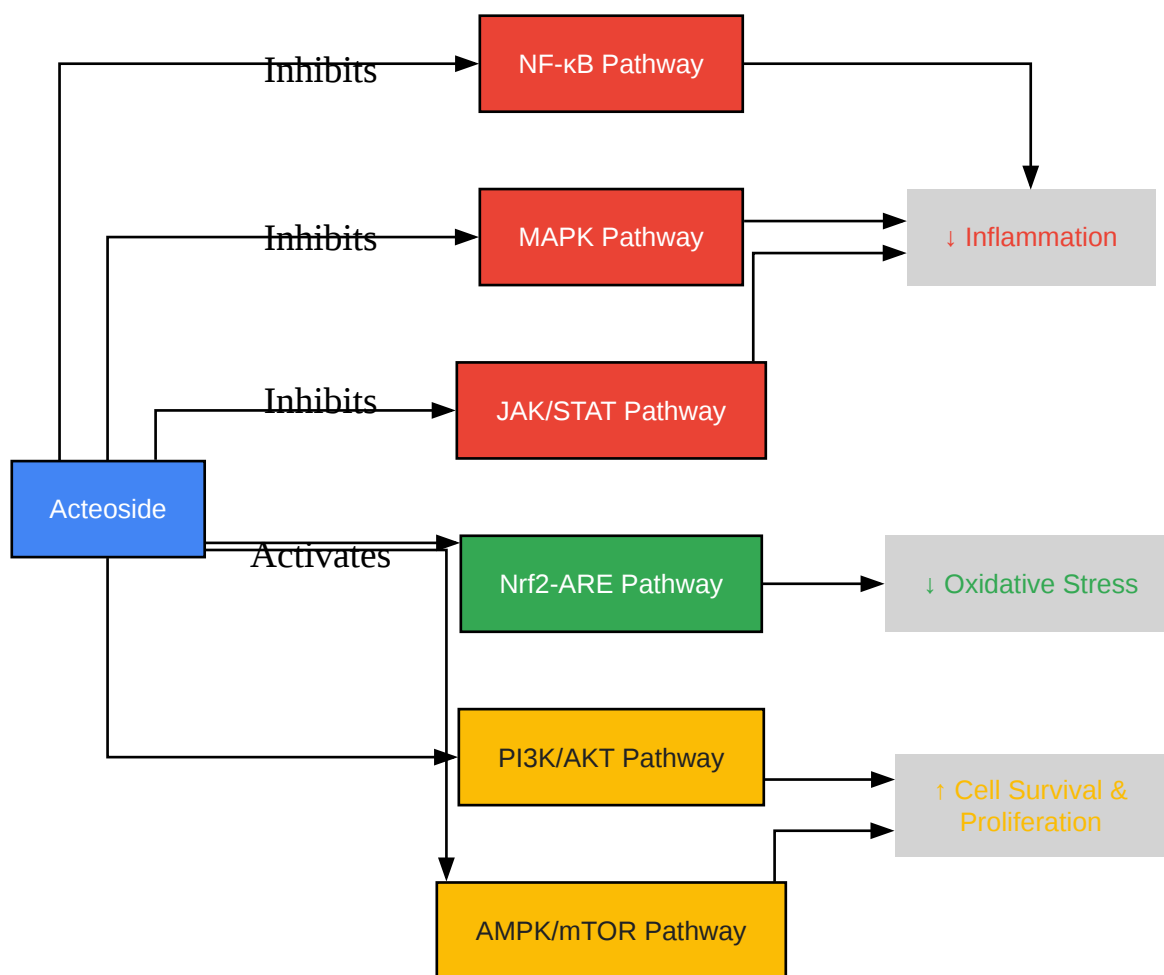 Inhibits
NF-κB Pathway
Inhibits
MAPK Pathway
↓ Inflammation
Inhibits
JAK/STAT Pathway
Acteoside
Activates
Nrf2-ARE Pathway
↓ Oxidative Stress
PI3K/AKT Pathway
↑ Cell Survival &
Proliferation
AMPK/mTOR Pathway